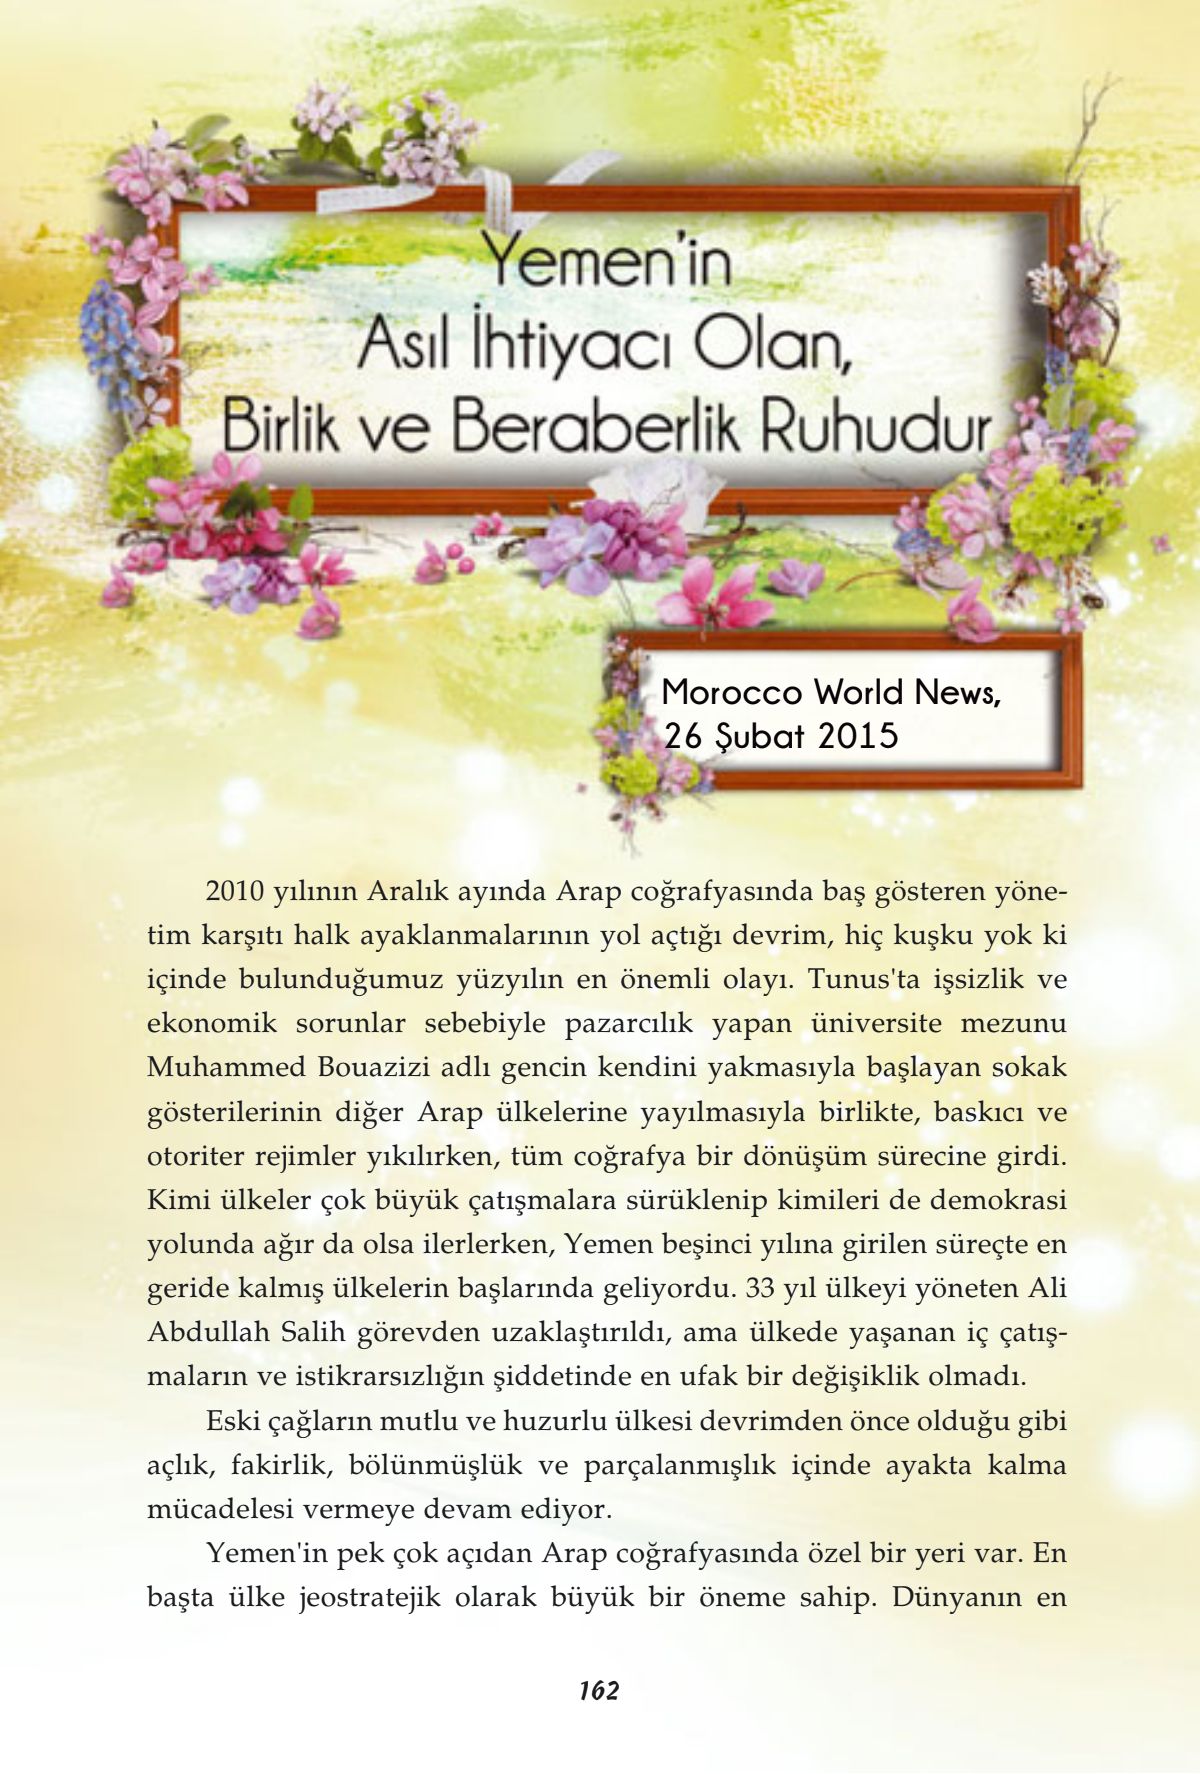 Yemen'in
Asıl İhtiyacı Olan,
Birlik ve Beraberlik Ruhudur
Morocco World News,
26 Şubat 2015
2010 yılının Aralık ayında Arap coğrafyasında baş gösteren yöne-
tim karşıtı halk ayaklanmalarının yol açtığı devrim, hiç kuşku yok ki
içinde bulunduğumuz yüzyılın en önemli olayı. Tunus'ta işsizlik ve
ekonomik sorunlar sebebiyle pazarcılık yapan üniversite mezunu
Muhammed Bouazizi adlı gencin kendini yakmasıyla başlayan sokak
gösterilerinin diğer Arap ülkelerine yayılmasıyla birlikte, baskıcı ve
otoriter rejimler yıkılırken, tüm coğrafya bir dönüşüm sürecine girdi.
Kimi ülkeler çok büyük çatışmalara sürüklenip kimileri de demokrasi
yolunda ağır da olsa ilerlerken, Yemen beşinci yılına girilen süreçte en
geride kalmış ülkelerin başlarında geliyordu. 33 yıl ülkeyi yöneten Ali
Abdullah Salih görevden uzaklaştırıldı, ama ülkede yaşanan iç çatış-
maların ve istikrarsızlığın şiddetinde en ufak bir değişiklik olmadı.
Eski çağların mutlu ve huzurlu ülkesi devrimden önce olduğu gibi
açlık, fakirlik, bölünmüşlük ve parçalanmışlık içinde ayakta kalma
mücadelesi vermeye devam ediyor.
Yemen'in pek çok açıdan Arap coğrafyasında özel bir yeri var. En
başta ülke jeostratejik olarak büyük bir öneme sahip. Dünyanın en
162